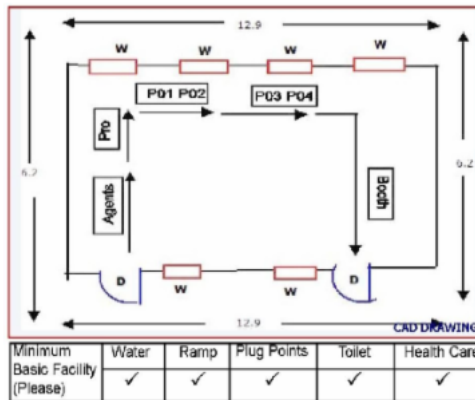 12.9
W W W W
P01 P02 P03 P04
Pro
6.2 6.2
Agents
Booth
D D
W W
12.9
CAD DRAWING
Minimum Basic Facility (Please) Water Ramp Plug Points Toilet Health Care
✓ ✓ ✓ ✓ ✓